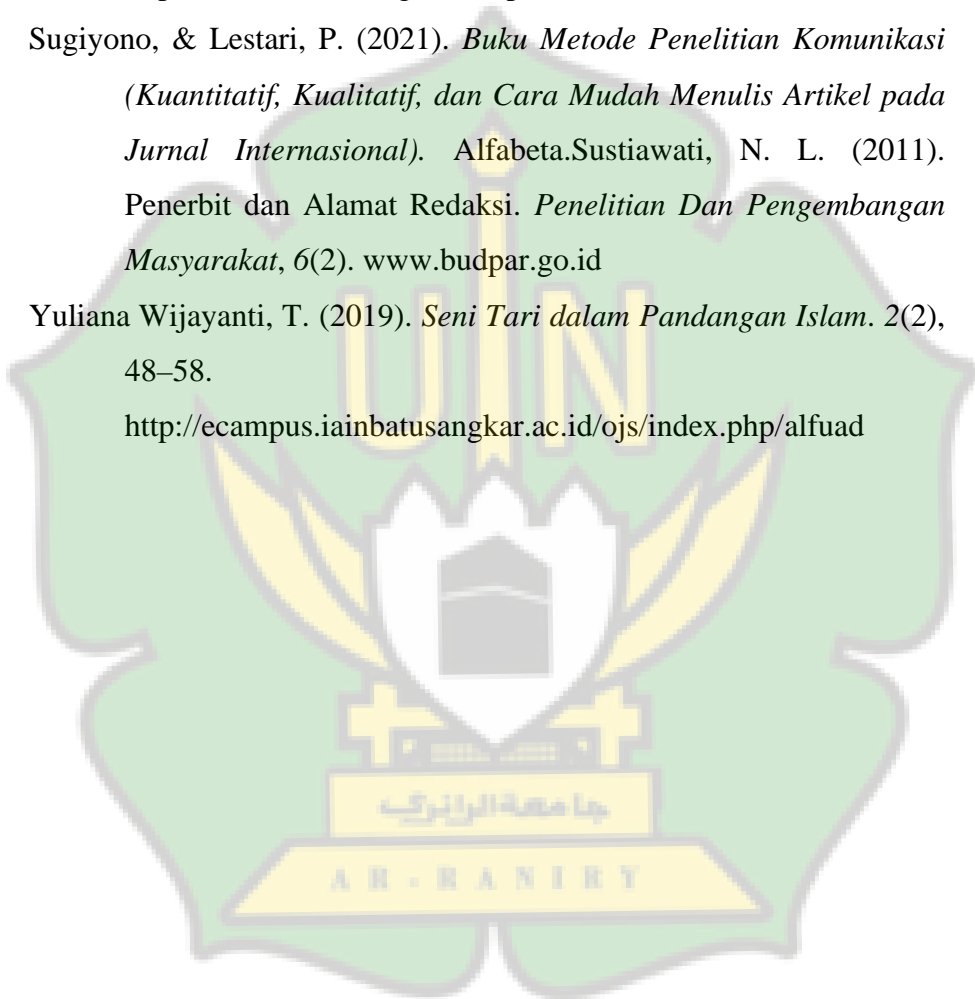 Sugiyono, & Lestari, P. (2021). Buku Metode Penelitian Komunikasi
(Kuantitatif, Kualitatif, dan Cara Mudah Menulis Artikel pada
Jurnal Internasional). Alfabeta.Sustiawati, N. L. (2011).
Penerbit dan Alamat Redaksi. Penelitian Dan Pengembangan
Masyarakat, 6(2). www.budpar.go.id
Yuliana Wijayanti, T. (2019). Seni Tari dalam Pandangan Islam. 2(2),
48–58.
http://ecampus.iainbatusangkar.ac.id/ojs/index.php/alfuad
UIN
جامعة الرانري
AR-RANIRY